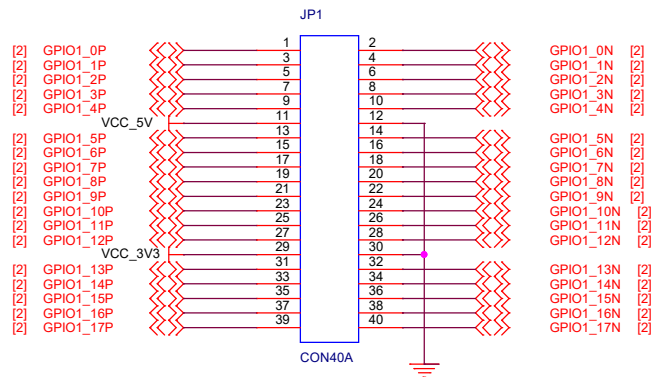 JP1
[2] GPIO1_0P 1 2 GPIO1_0N [2]
[2] GPIO1_1P 3 4 GPIO1_1N [2]
[2] GPIO1_2P 5 6 GPIO1_2N [2]
[2] GPIO1_3P 7 8 GPIO1_3N [2]
[2] GPIO1_4P 9 10 GPIO1_4N [2]
VCC_5V 11 12
[2] GPIO1_5P 13 14 GPIO1_5N [2]
[2] GPIO1_6P 15 16 GPIO1_6N [2]
[2] GPIO1_7P 17 18 GPIO1_7N [2]
[2] GPIO1_8P 19 20 GPIO1_8N [2]
[2] GPIO1_9P 21 22 GPIO1_9N [2]
[2] GPIO1_10P 23 24 GPIO1_10N [2]
[2] GPIO1_11P 25 26 GPIO1_11N [2]
[2] GPIO1_12P 27 28 GPIO1_12N [2]
VCC_3V3 29 30
[2] GPIO1_13P 31 32 GPIO1_13N [2]
[2] GPIO1_14P 33 34 GPIO1_14N [2]
[2] GPIO1_15P 35 36 GPIO1_15N [2]
[2] GPIO1_16P 37 38 GPIO1_16N [2]
[2] GPIO1_17P 39 40 GPIO1_17N [2]
CON40A